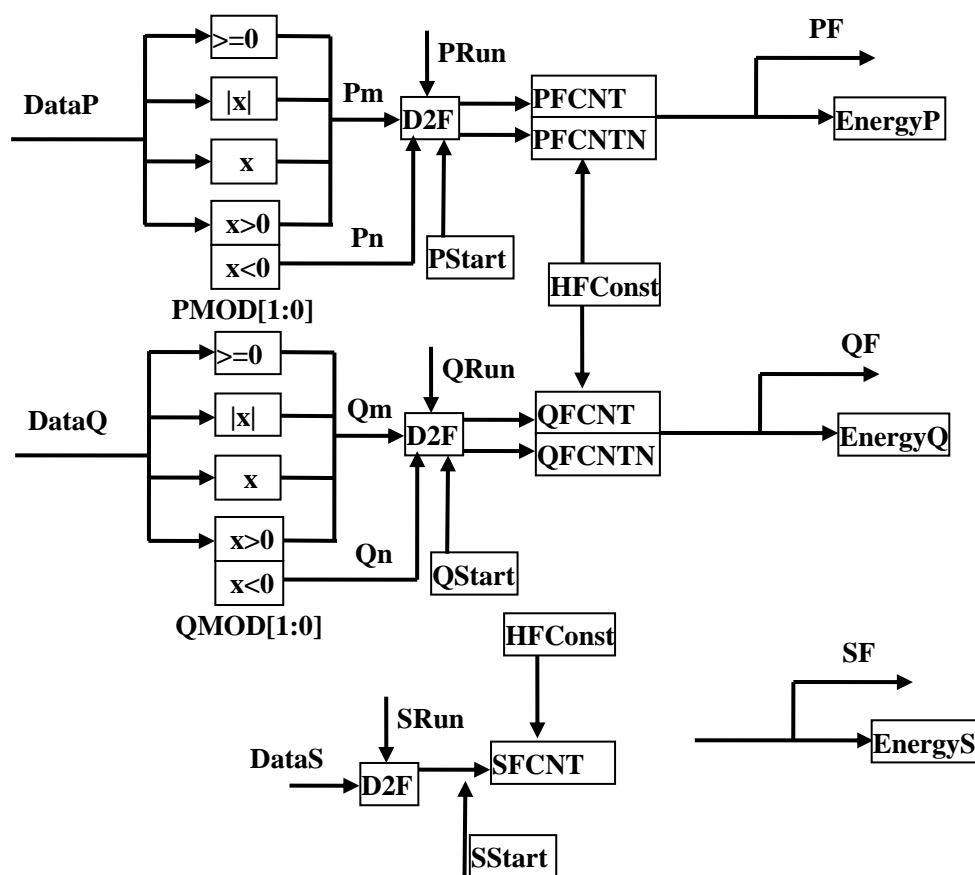 PF
>=0
PRun
DataP
|x|
Pm
D2F
PFCNT
EnergyP
PFCNTN
x
x>0
Pn
PStart
x<0
HFConst
PMOD[1:0]
>=0
QRun
QF
DataQ
|x|
Qm
D2F
QFCNT
EnergyQ
QFCNTN
x
x>0
Qn
QStart
x<0
QMOD[1:0]
HFConst
SF
SRun
DataS
D2F
SFCNT
EnergyS
SStart